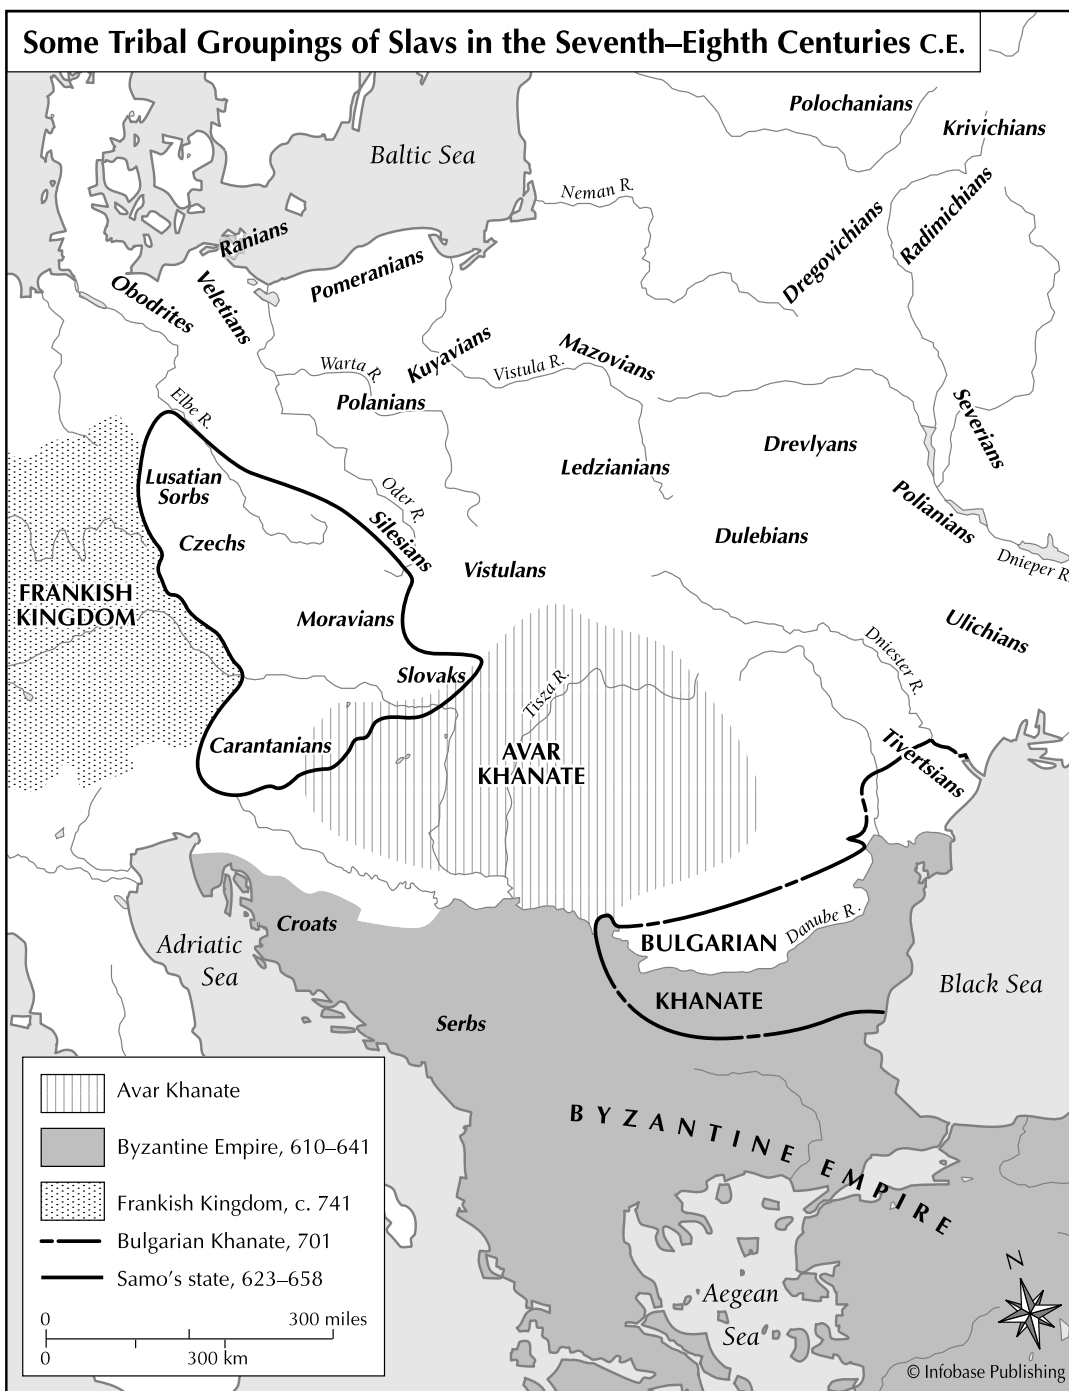 Some Tribal Groupings of Slavs in the Seventh–Eighth Centuries C.E.
Polochanians
Krivichians
Baltic Sea
Neman R.
Radimichians
Dregovichians
Ranians
Pomeranians
Veletians
Obodrites
Kuyavians
Mazovians
Warta R.
Vistula R.
Polanians
Elbe R.
Severians
Drevlyans
Ledzianians
Lusatian
Sorbs
Oder R.
Silesians
Polianians
Czechs
Dulebians
Vistulans
Dnieper R.
FRANKISH
KINGDOM
Moravians
Ulichians
Dniester R.
Slovaks
Tisza R.
Carantanians
AVAR
KHANATE
Tivertsians
Croats
Danube R.
BULGARIAN
KHANATE
Adriatic
Sea
Black Sea
Serbs
BYZANTINE EMPIRE
Aegean
Sea
Avar Khanate
Byzantine Empire, 610–641
Frankish Kingdom, c. 741
Bulgarian Khanate, 701
Samo's state, 623–658
0 300 miles
0 300 km
N
© Infobase Publishing